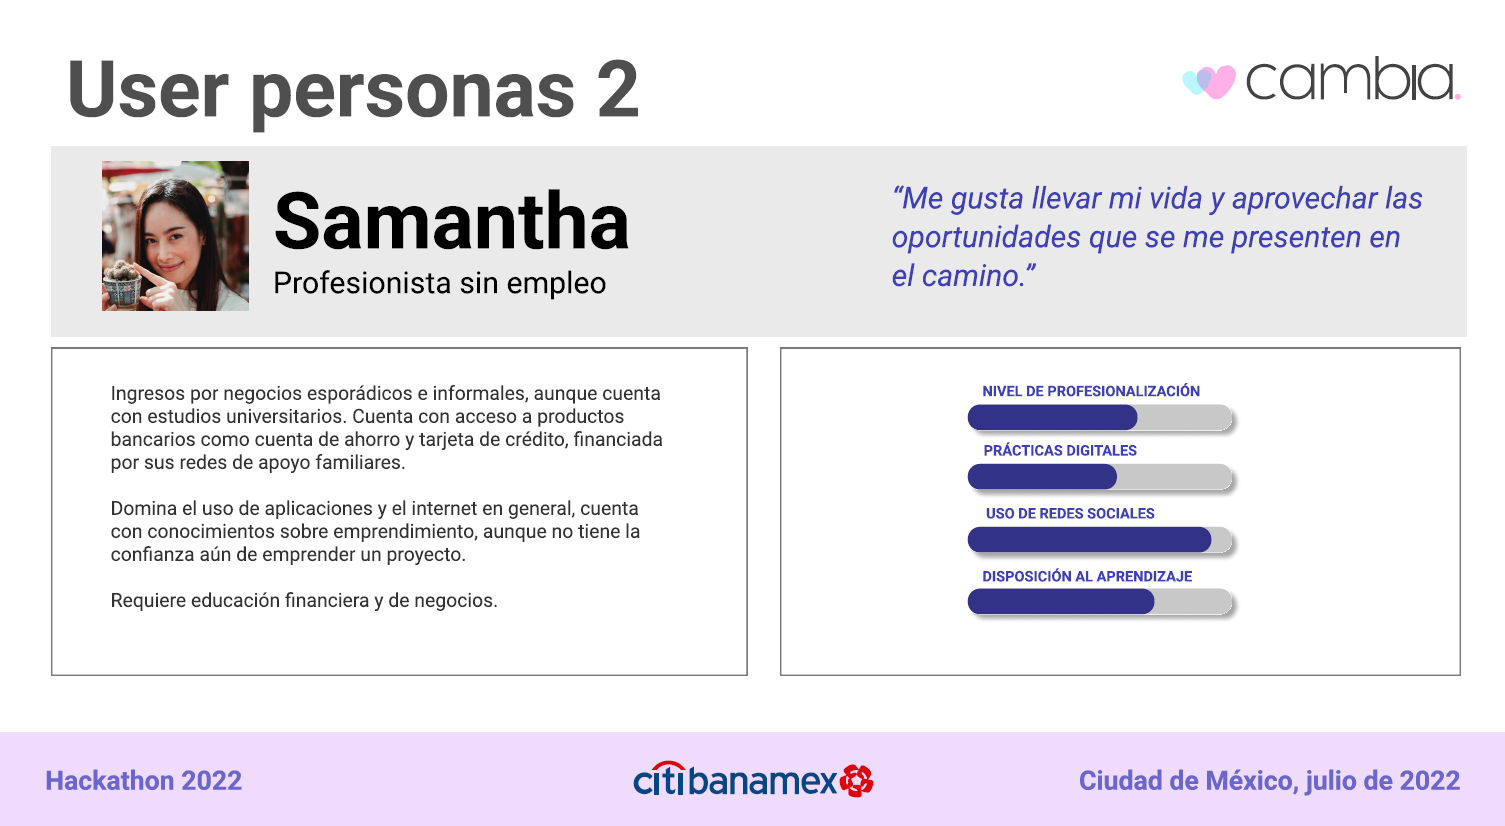 User personas 2
cambia.
Samantha
Profesionista sin empleo
“Me gusta llevar mi vida y aprovechar las
oportunidades que se me presenten en
el camino.”
Ingresos por negocios esporádicos e informales, aunque cuenta
con estudios universitarios. Cuenta con acceso a productos
bancarios como cuenta de ahorro y tarjeta de crédito, financiada
por sus redes de apoyo familiares.
Domina el uso de aplicaciones y el internet en general, cuenta
con conocimientos sobre emprendimiento, aunque no tiene la
confianza aún de emprender un proyecto.
Requiere educación financiera y de negocios.
NIVEL DE PROFESIONALIZACIÓN
PRÁCTICAS DIGITALES
USO DE REDES SOCIALES
DISPOSICIÓN AL APRENDIZAJE
Hackathon 2022
citibanamex
Ciudad de México, julio de 2022